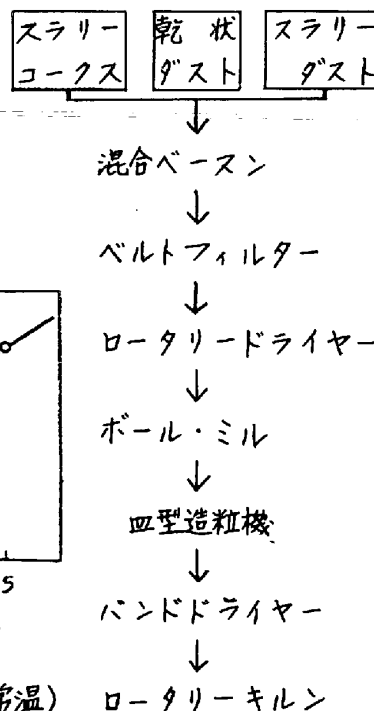 スラリー 乾状 スラリー
コークス ダスト ダスト
混合ベースン
ベルトフィルター
ロータリードライヤー
ボール・ミル
皿型造粒機
バンドドライヤー
5
常温) ロータリーキルン